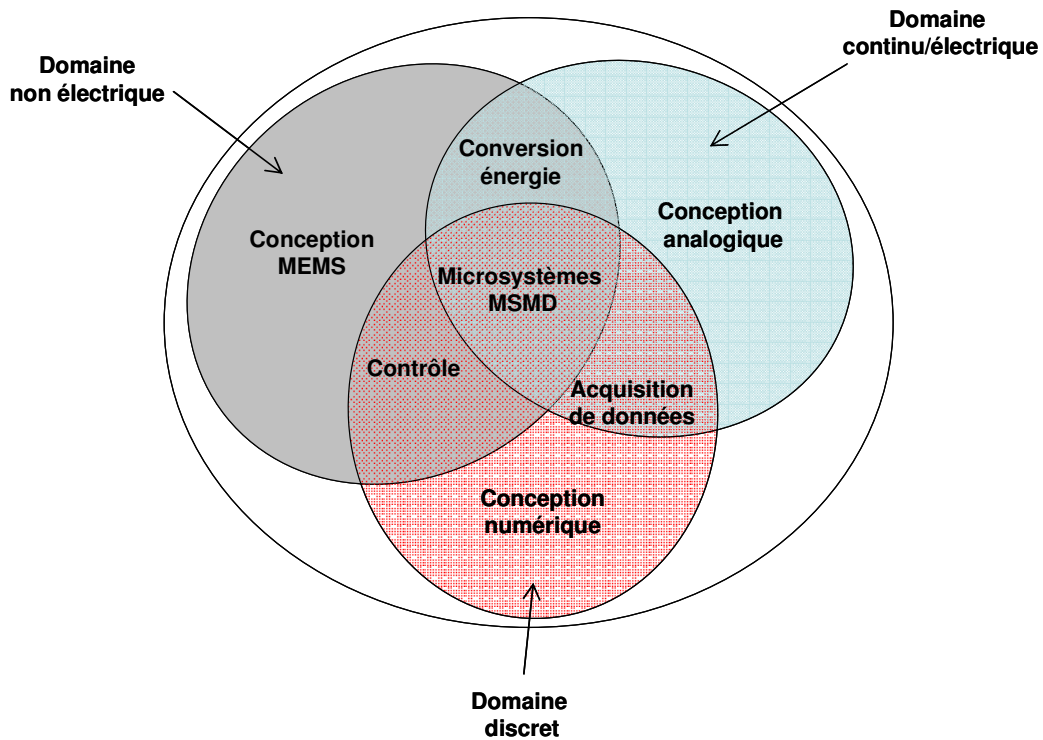 Domaine
continu/électrique
Domaine
non électrique
Conversion
énergie
Conception
analogique
Conception
MEMS
Microsystèmes
MSMD
Contrôle
Acquisition
de données
Conception
numérique
Domaine
discret